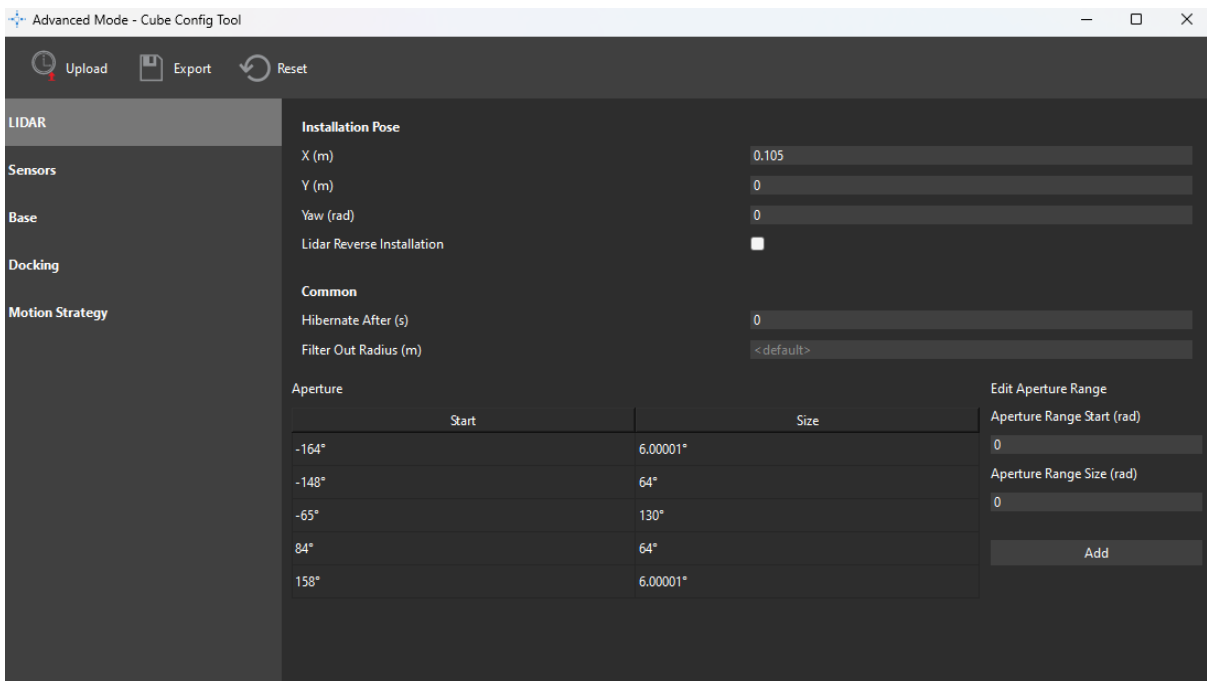 Advanced Mode - Cube Config Tool
Upload Export Reset
LIDAR
Sensors
Base
Docking
Motion Strategy
Installation Pose
X (m) 0.105
Y (m) 0
Yaw (rad) 0
Lidar Reverse Installation
Common
Hibernate After (s) 0
Filter Out Radius (m) <default>
Aperture
Start Size
-164° 6.00001°
-148° 64°
-65° 130°
84° 64°
158° 6.00001°
Edit Aperture Range
Aperture Range Start (rad)
0
Aperture Range Size (rad)
0
Add